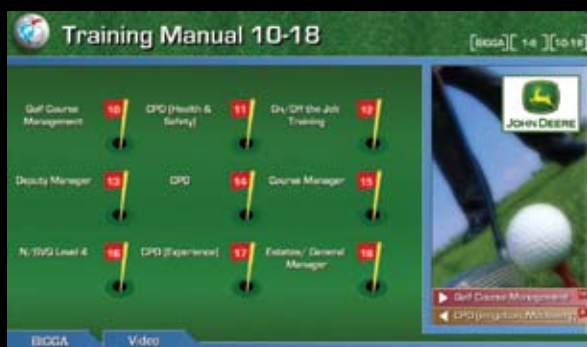 Training Manual 10-18
[BIGGA][ 1-9 ][10-18]
Golf Course Management
10
CPD (Health & Safety)
11
On/Off the Job Training
12
Deputy Manager
13
CPD
14
Course Manager
15
N/SVQ Level 4
16
CPD (Experience)
17
Estates/ General Manager
18
JOHN DEERE
Golf Course Management
CPD (Irrigation/
BIGGA
Video